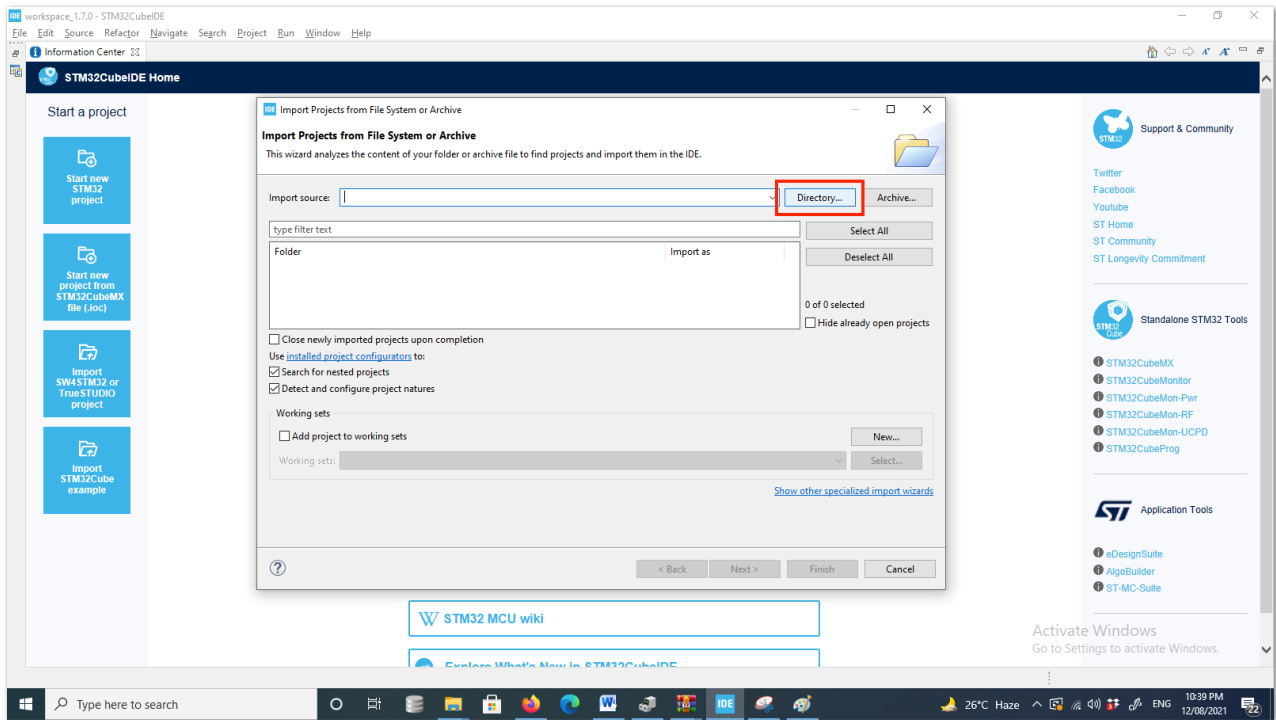 IDE workspace_1.7.0 - STM32CubeIDE
File Edit Source Refactor Navigate Search Project Run Window Help
Information Center
STM32CubeIDE Home
Start a project
Start new
STM32
project
Start new
project from
STM32CubeMX
file (.ioc)
Import
SW4STM32 or
TrueSTUDIO
project
Import
STM32Cube
example
IDE Import Projects from File System or Archive
Import Projects from File System or Archive
This wizard analyzes the content of your folder or archive file to find projects and import them in the IDE.
Import source: Directory... Archive...
type filter text Select All
Folder Import as
Deselect All
0 of 0 selected
Hide already open projects
Close newly imported projects upon completion
Use installed project configurators to:
Search for nested projects
Detect and configure project natures
Working sets
Add project to working sets New...
Working sets: Select...
Show other specialized import wizards
< Back Next > Finish Cancel
STM32 MCU wiki
Explore What's New in STM32CubeIDE
STM32
Support & Community
Twitter
Facebook
Youtube
ST Home
ST Community
ST Longevity Commitment
STM32
Cube
Standalone STM32 Tools
STM32CubeMX
STM32CubeMonitor
STM32CubeMon-Pwr
STM32CubeMon-RF
STM32CubeMon-UCPD
STM32CubeProg
Application Tools
eDesignSuite
AlgoBuilder
ST-MC-Suite
Activate Windows
Go to Settings to activate Windows.
Type here to search
IDE
26°C Haze
ENG
10:39 PM
12/08/2021
22